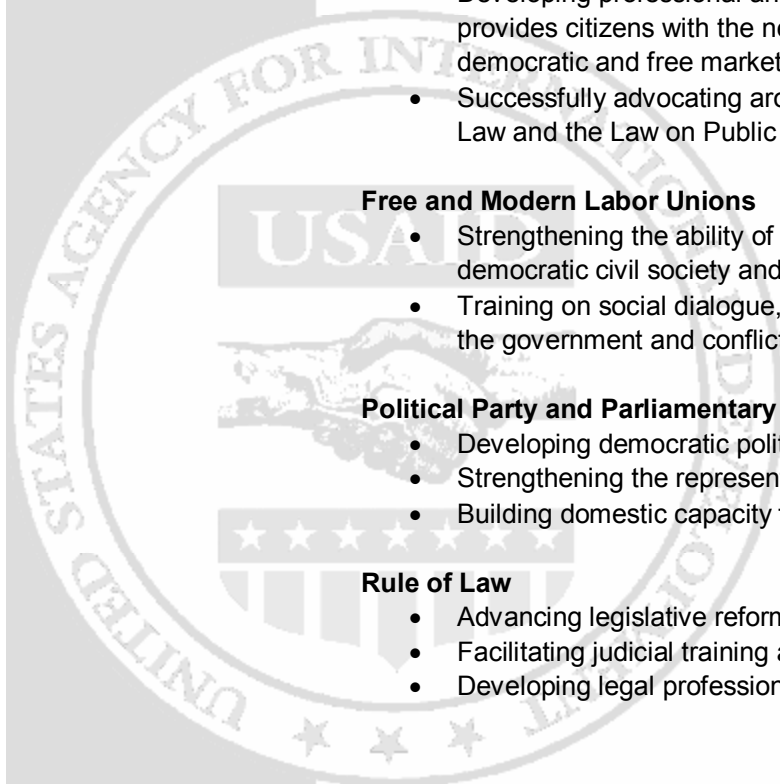 Developing professional an
provides citizens with the ne
democratic and free market
• Successfully advocating aro
Law and the Law on Public
Free and Modern Labor Unions
• Strengthening the ability of
democratic civil society and
• Training on social dialogue,
the government and conflict
Political Party and Parliamentary
• Developing democratic polit
• Strengthening the represen
• Building domestic capacity
Rule of Law
• Advancing legislative reform
• Facilitating judicial training a
• Developing legal profession
UNITED STATES AGENCY FOR INTERNATIONAL DEVELOPMENT
USAID